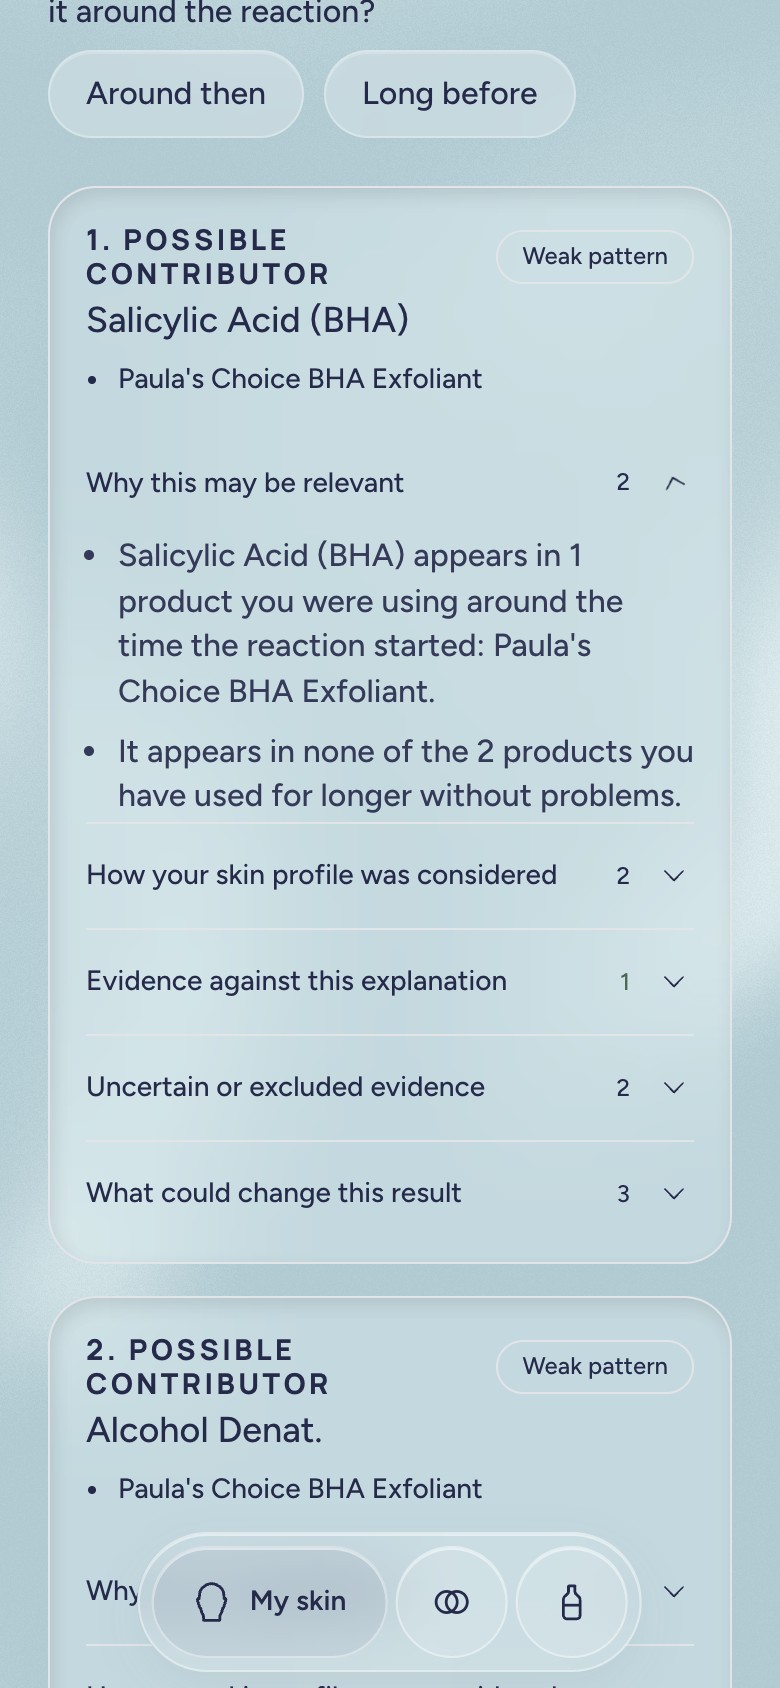 it around the reaction?
Around then
Long before
1. POSSIBLE
CONTRIBUTOR
Weak pattern
Salicylic Acid (BHA)
• Paula's Choice BHA Exfoliant
Why this may be relevant 2
• Salicylic Acid (BHA) appears in 1
product you were using around the
time the reaction started: Paula's
Choice BHA Exfoliant.
• It appears in none of the 2 products you
have used for longer without problems.
How your skin profile was considered 2
Evidence against this explanation 1
Uncertain or excluded evidence 2
What could change this result 3
2. POSSIBLE
CONTRIBUTOR
Weak pattern
Alcohol Denat.
• Paula's Choice BHA Exfoliant
Why
My skin